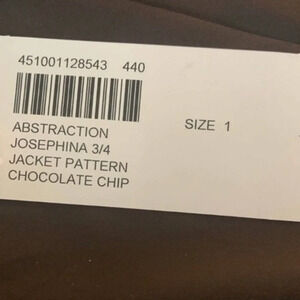 451001128543 440
SIZE 1
ABSTRACTION
JOSEPHINA 3/4
JACKET PATTERN
CHOCOLATE CHIP